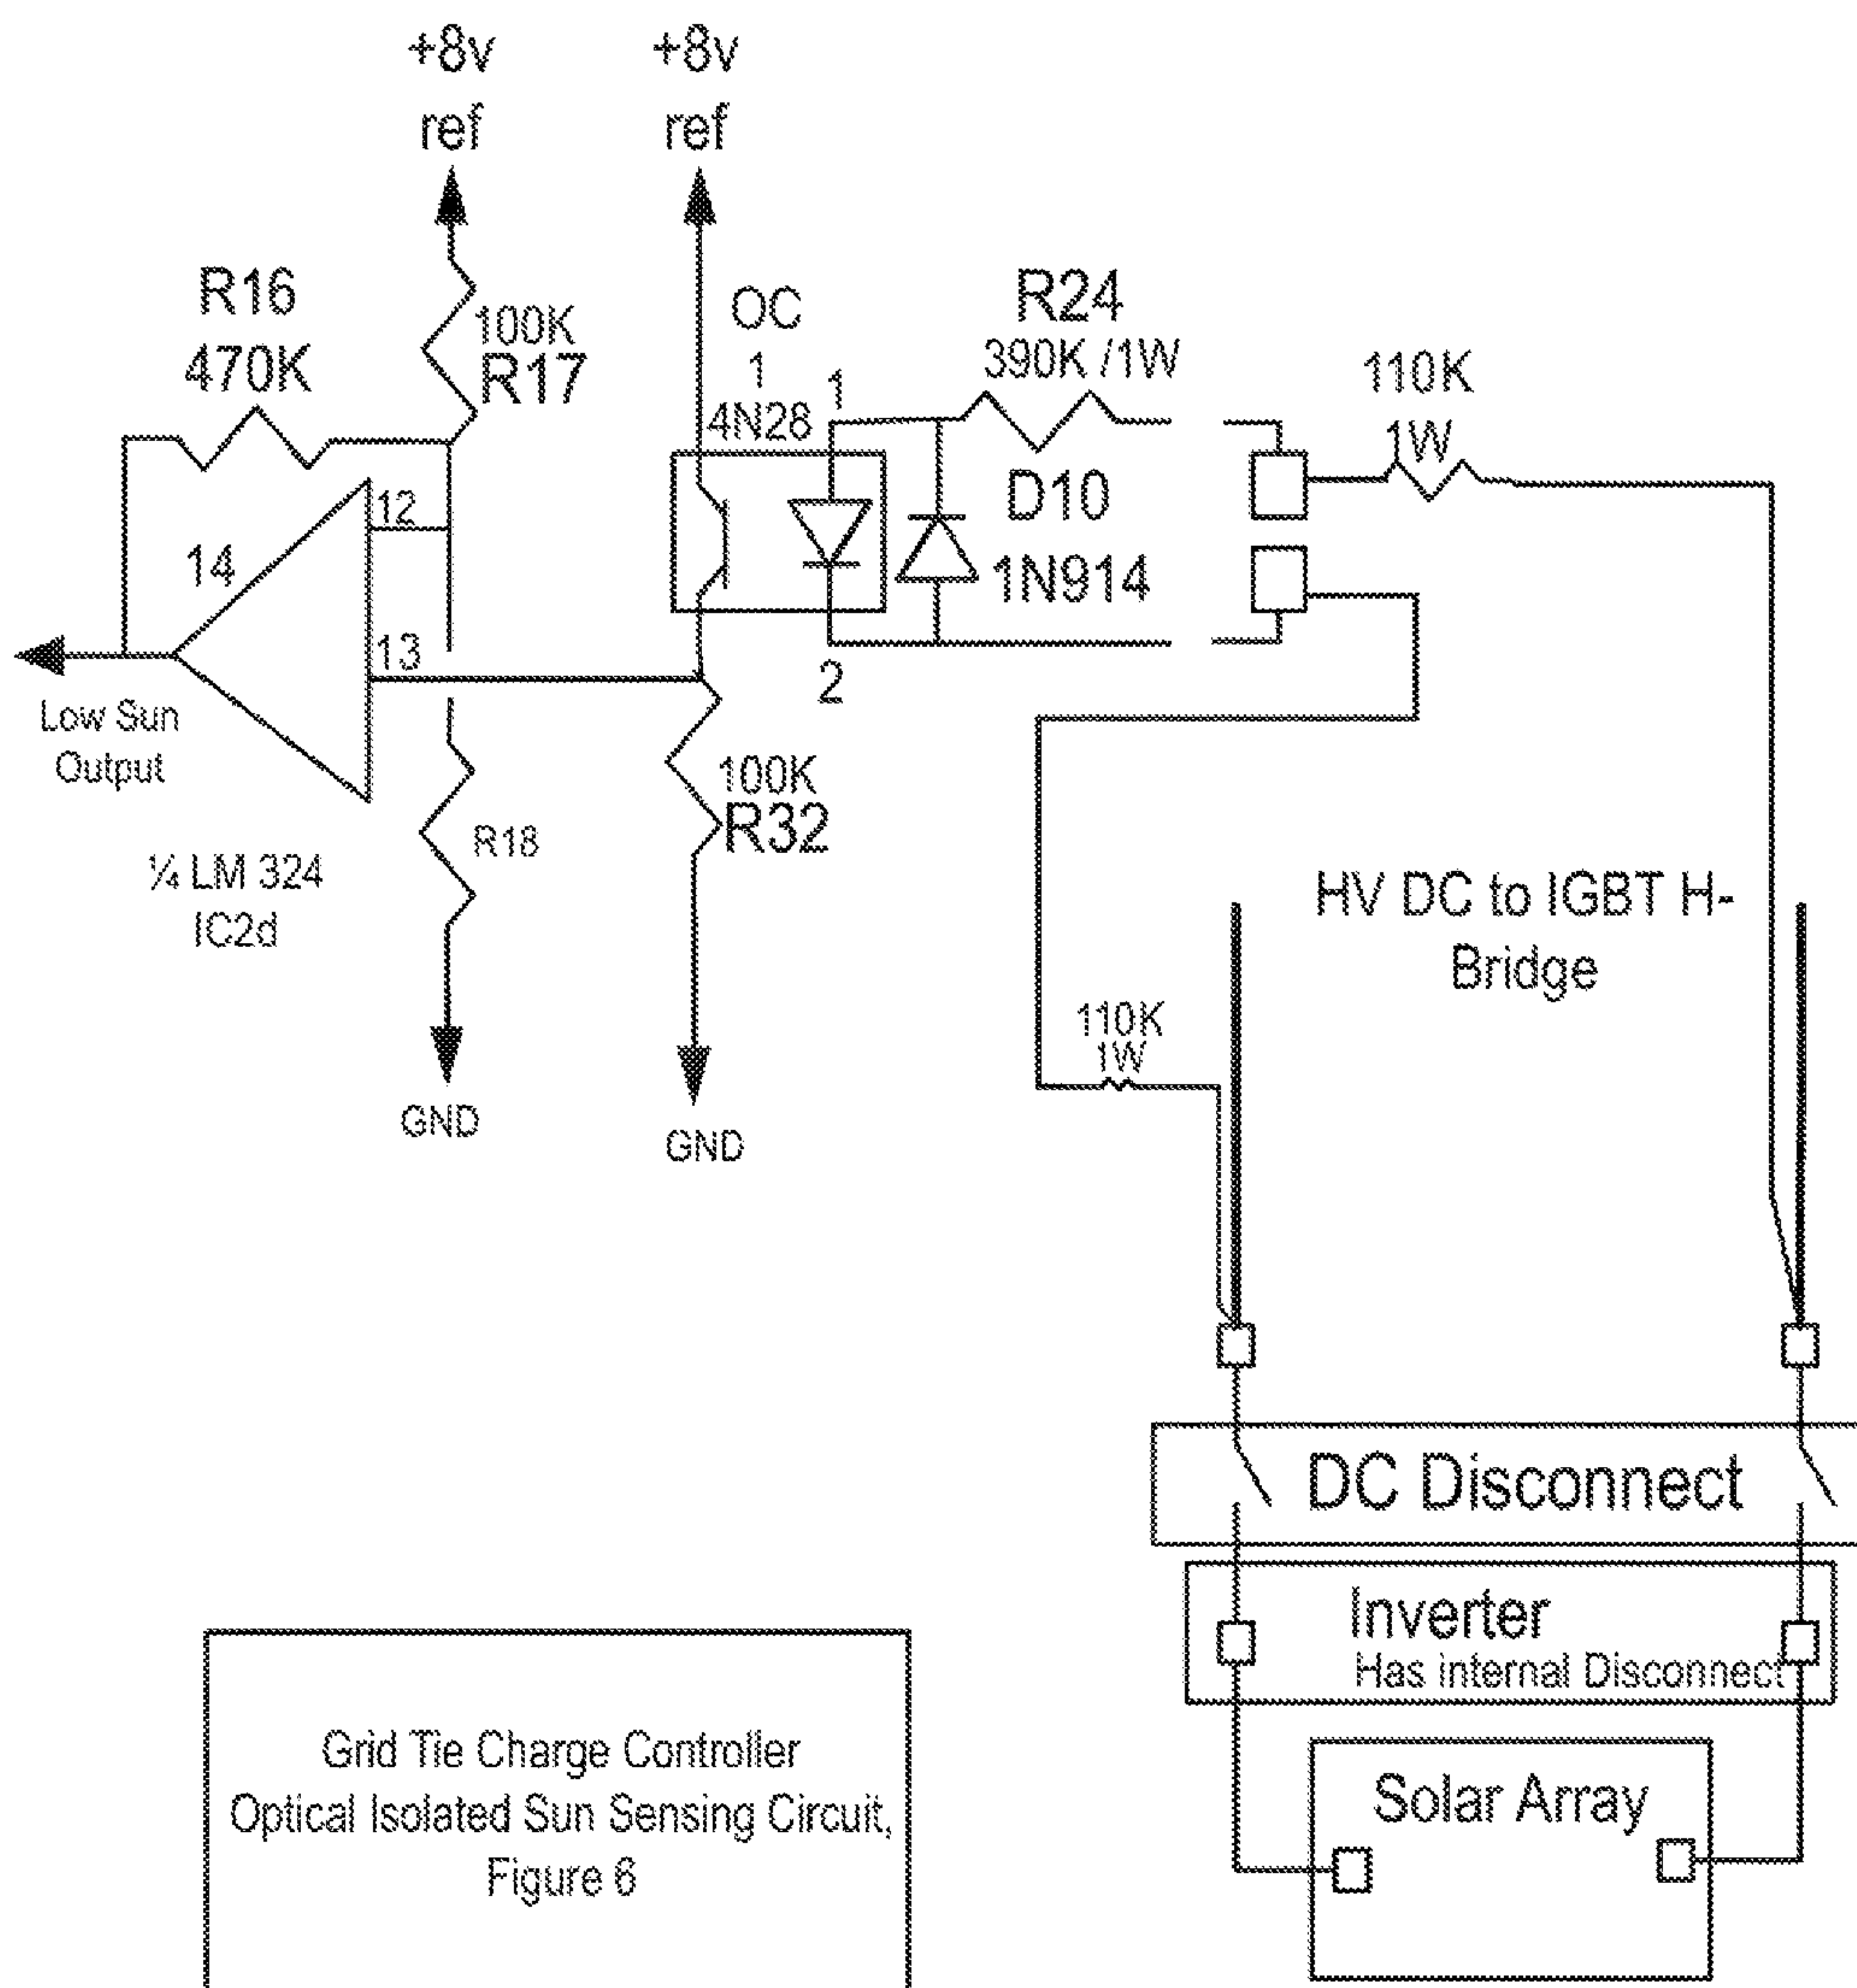 +8v
ref
+8v
ref
R16
470K
100K
R17
OC
1
4N28
1
R24
390K /1W
110K
1W
12
14
D10
1N914
13
2
Low Sun
Output
100K
R32
R18
¼ LM 324
IC2d
HV DC to IGBT H-
Bridge
110K
1W
GND
GND
DC Disconnect
Inverter
Has internal Disconnect
Grid Tie Charge Controller
Optical Isolated Sun Sensing Circuit,
Figure 6
Solar Array